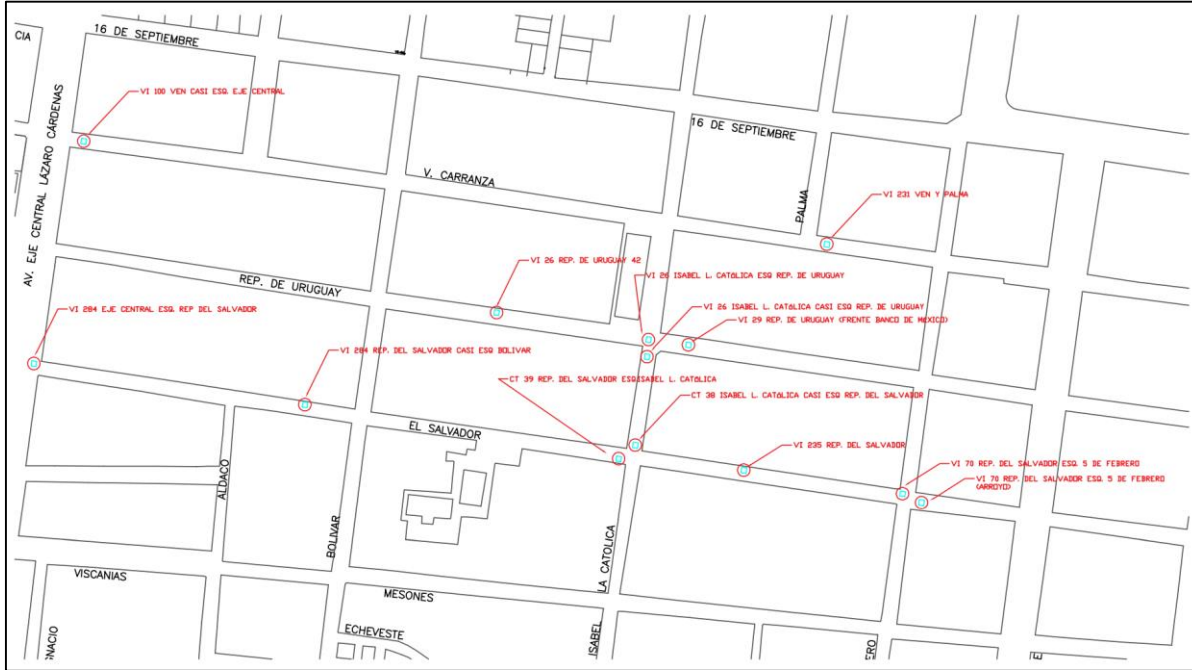 16 DE SEPTIEMBRE
CIA
AV. EJE CENTRAL LÁZARO CÁRDENAS
VI 100 VEN CASI ESQ. EJE CENTRAL
16 DE SEPTIEMBRE
V. CARRANZA
PALMA
VI 231 VEN Y PALMA
REP. DE URUGUAY
VI 26 REP. DE URUGUAY 42
VI 26 ISABEL L. CATóLICA ESQ REP. DE URUGUAY
VI 26 ISABEL L. CATóLICA CASI ESQ REP. DE URUGUAY
VI 29 REP. DE URUGUAY (FRENTE BANCO DE MéXICO)
VI 284 EJE CENTRAL ESQ. REP DEL SALVADOR
VI 284 REP. DEL SALVADOR CASI ESQ BOLIVAR
CT 39 REP. DEL SALVADOR ESQ.ISABEL L. CATóLICA
CT 38 ISABEL L. CATóLICA CASI ESQ REP. DEL SALVADOR
EL SALVADOR
VI 235 REP. DEL SALVADOR
VI 70 REP. DEL SALVADOR ESQ. 5 DE FEBRERO
VI 70 REP. DEL SALVADOR ESQ. 5 DE FEBRERO
(ARROYO)
ALDACO
BOLIVAR
LA CATOLICA
VISCANIAS
MESONES
ECHEVESTE
GNACIO
ISABEL
ERO
E